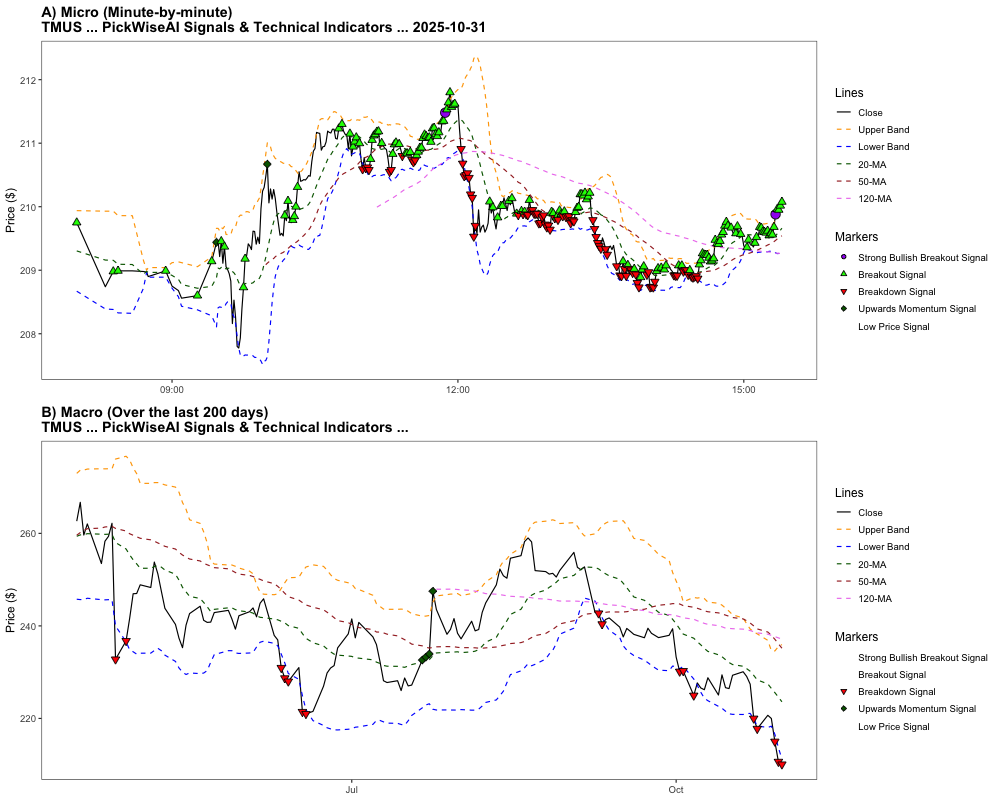 A) Micro (Minute-by-minute)
TMUS ... PickWiseAI Signals & Technical Indicators ... 2025-10-31
Price ($)
212
211
210
209
208
09:00
12:00
15:00
Lines
Close
Upper Band
Lower Band
20-MA
50-MA
120-MA
Markers
Strong Bullish Breakout Signal
Breakout Signal
Breakdown Signal
Upwards Momentum Signal
Low Price Signal
B) Macro (Over the last 200 days)
TMUS ... PickWiseAI Signals & Technical Indicators ...
Price ($)
260
240
220
Jul
Oct
Lines
Close
Upper Band
Lower Band
20-MA
50-MA
120-MA
Markers
Strong Bullish Breakout Signal
Breakout Signal
Breakdown Signal
Upwards Momentum Signal
Low Price Signal